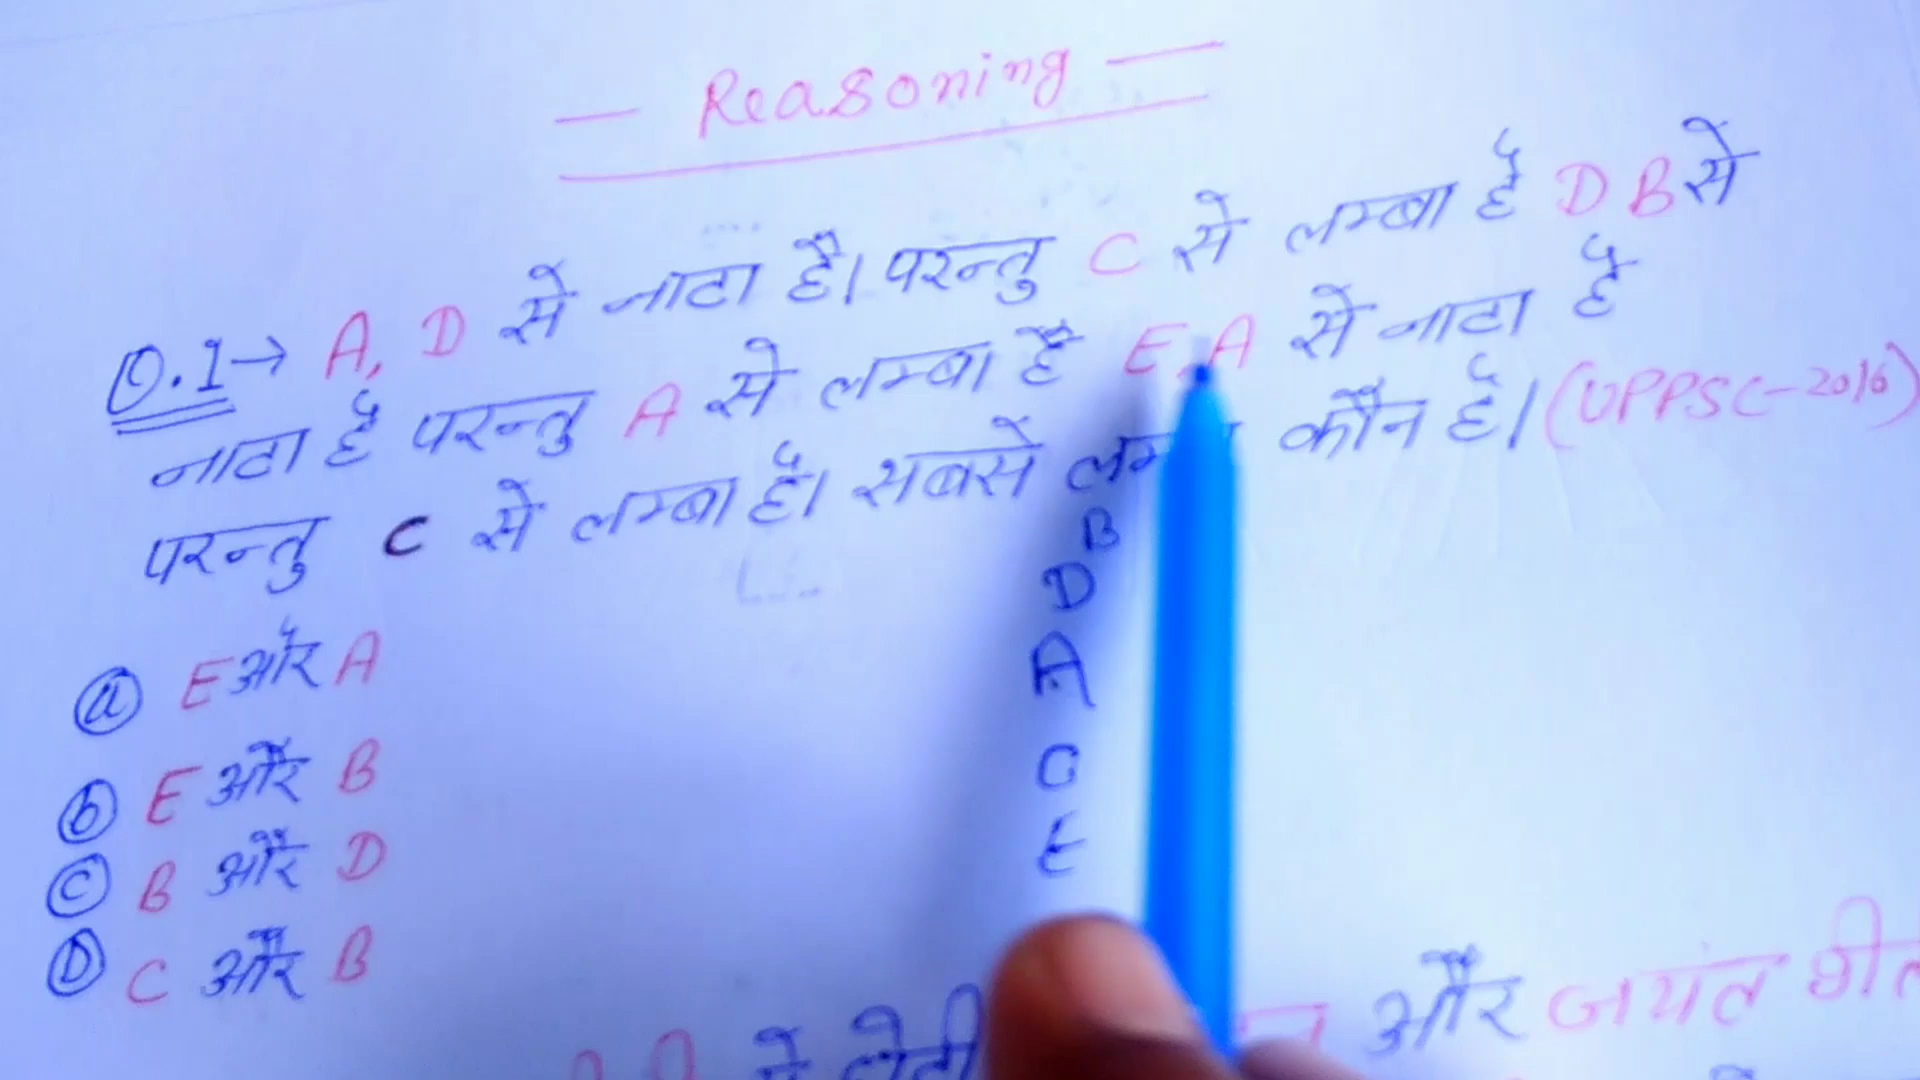 Reasoning
Q.1→ A, D से नाटा है। परन्तु C से लम्बा है D B से
नाटा है परन्तु A से लम्बा है E, A से नाटा है
परन्तु C से लम्बा है। सबसे कौन है। (UPPSC-2016)
B
D
A
C
E
ⓐ E और A
ⓑ E और B
ⓒ B और D
Ⓓ C और B
में और जयंत